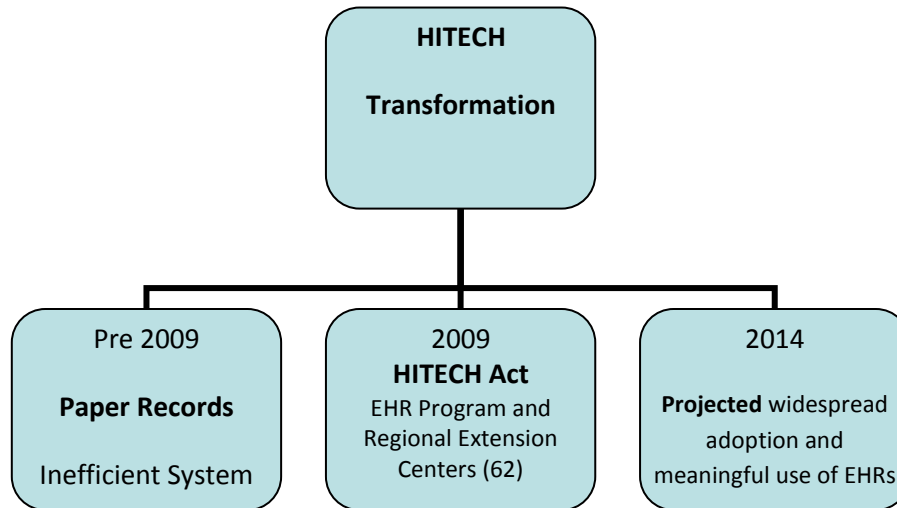 HITECH
Transformation
Pre 2009
Paper Records
Inefficient System
2009
HITECH Act
EHR Program and
Regional Extension
Centers (62)
2014
Projected widespread
adoption and
meaningful use of EHRs